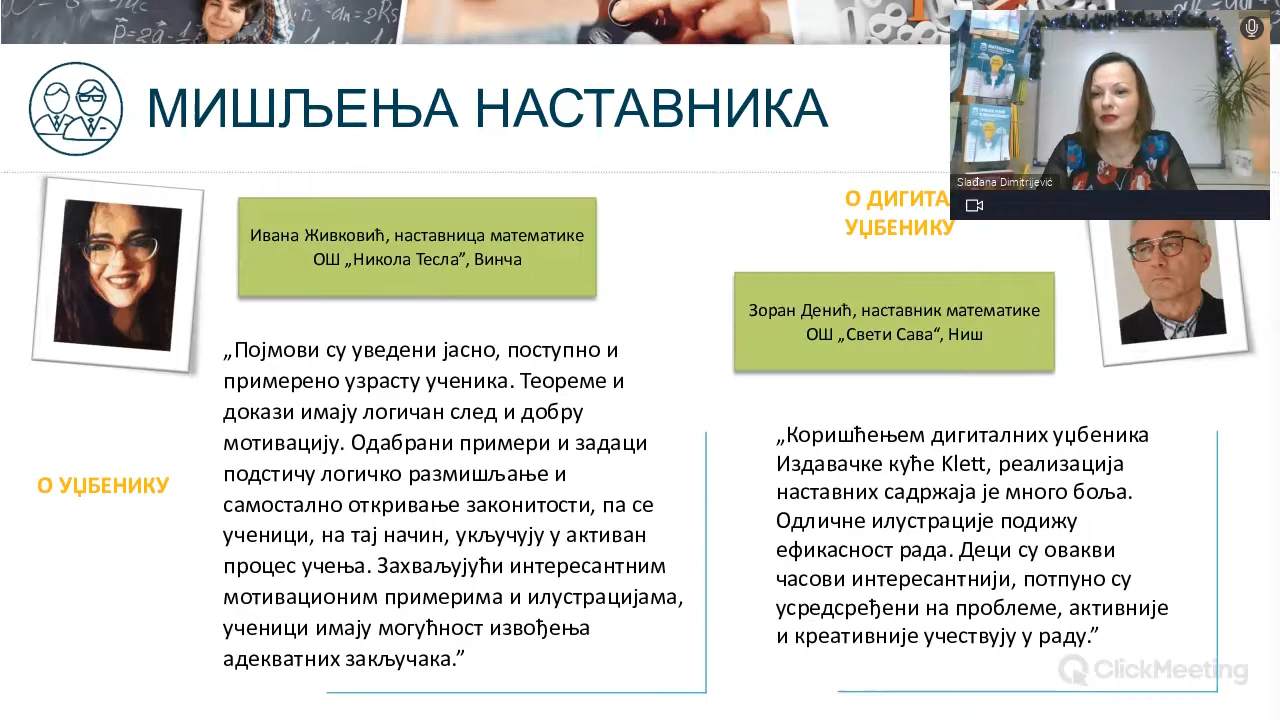 МИШЉЕЊА НАСТАВНИКА
Slađana Dimitrijević
Ивана Живковић, наставница математике
ОШ „Никола Тесла”, Винча
„Појмови су уведени јасно, поступно и
примерено узрасту ученика. Теореме и
докази имају логичан след и добру
мотивацију. Одабрани примери и задаци
подстичу логичко размишљање и
самостално откривање законитости, па се
ученици, на тај начин, укључују у активан
процес учења. Захваљујући интересантним
мотивационим примерима и илустрацијама,
ученици имају могућност извођења
адекватних закључака.”
О УЏБЕНИКУ
О ДИГИТА
УЏБЕНИКУ
Зоран Денић, наставник математике
ОШ „Свети Сава“, Ниш
„Коришћењем дигиталних уџбеника
Издавачке куће Klett, реализација
наставних садржаја је много боља.
Одличне илустрације подижу
ефикасност рада. Деци су овакви
часови интересантнији, потпуно су
усредсређени на проблеме, активније
и креативније учествују у раду.”
ClickMeeting